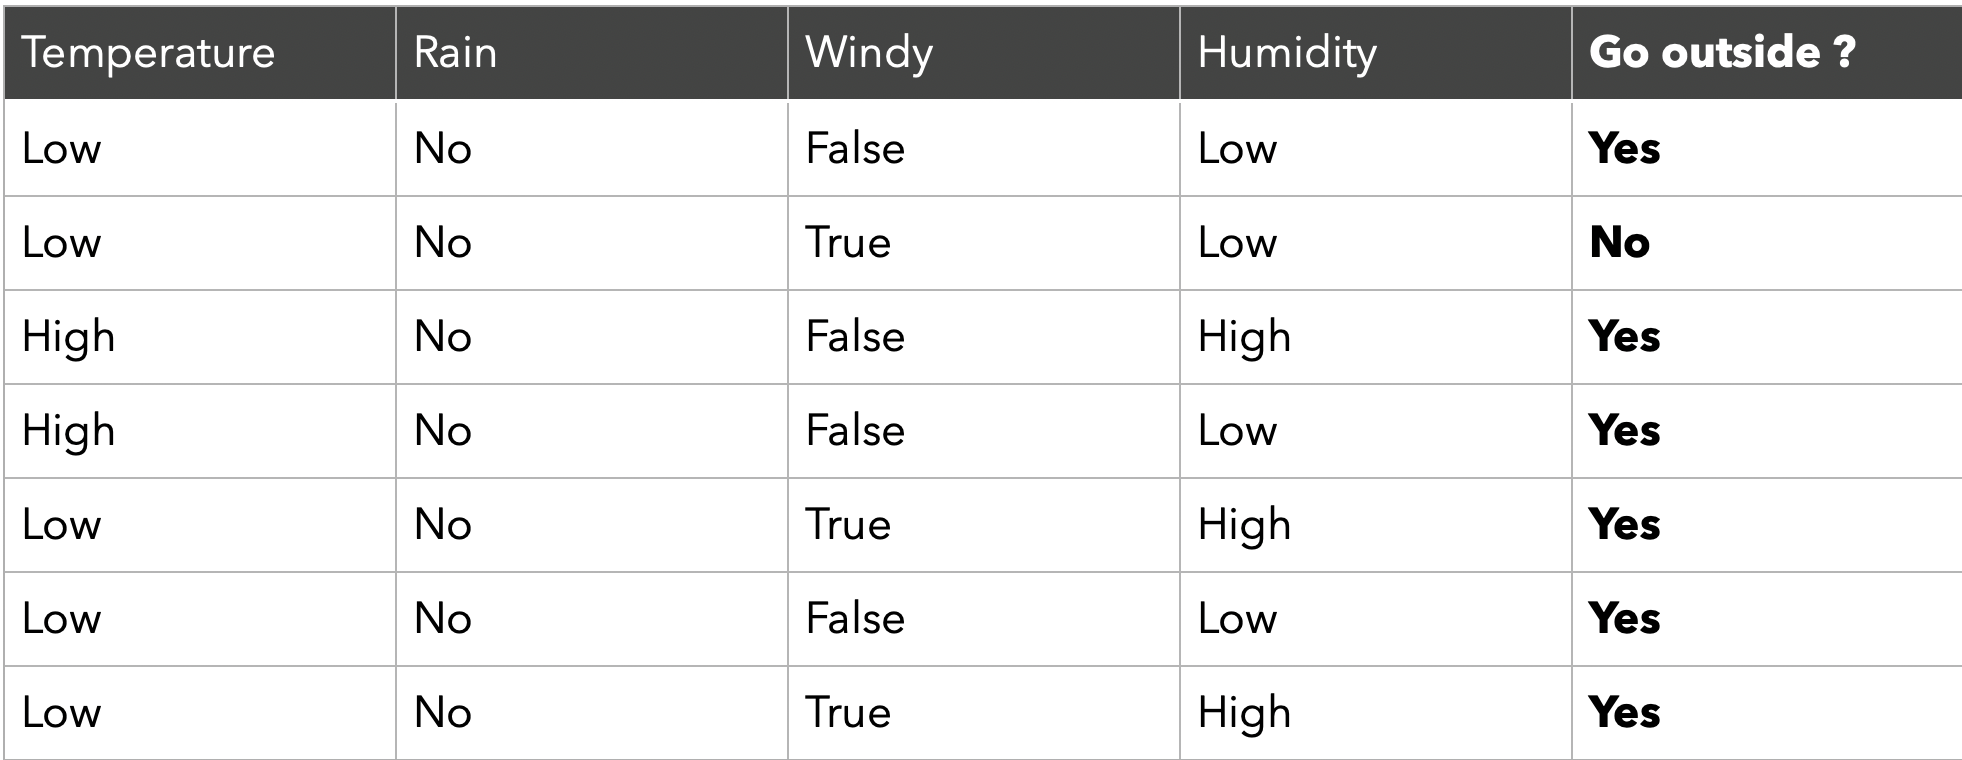 Temperature Rain Windy Humidity Go outside ?
Low No False Low Yes
Low No True Low No
High No False High Yes
High No False Low Yes
Low No True High Yes
Low No False Low Yes
Low No True High Yes